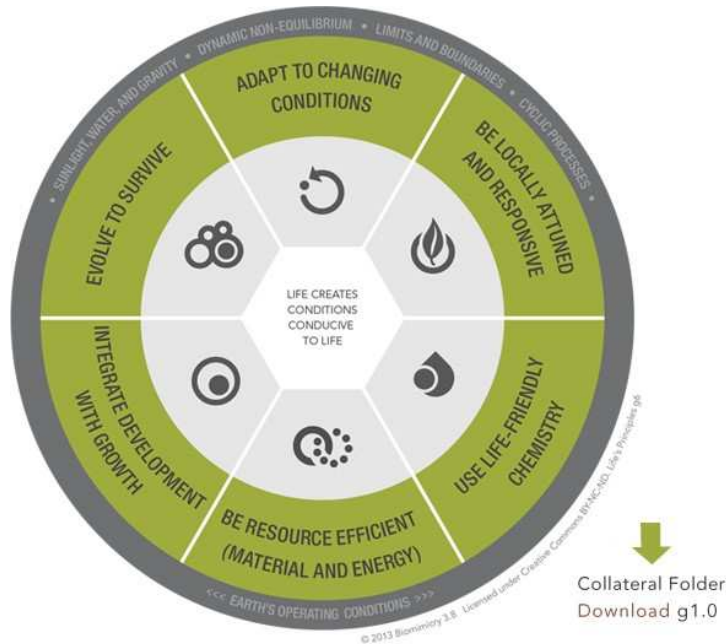 • SUNLIGHT, WATER, AND GRAVITY • DYNAMIC NON-EQUILIBRIUM • LIMITS AND BOUNDARIES • CYCLIC PROCESSES •
ADAPT TO CHANGING
CONDITIONS
BE LOCALLY ATTUNED
AND RESPONSIVE
USE LIFE-FRIENDLY
CHEMISTRY
BE RESOURCE EFFICIENT
(MATERIAL AND ENERGY)
INTEGRATE DEVELOPMENT
WITH GROWTH
EVOLVE TO SURVIVE
LIFE CREATES
CONDITIONS
CONDUCIVE
TO LIFE
<<< EARTH'S OPERATING CONDITIONS >>>
© 2013 Biomimicry 3.8 Licensed under Creative Commons BY-NC-ND. Life's Principles g6
Collateral Folder
Download g1.0